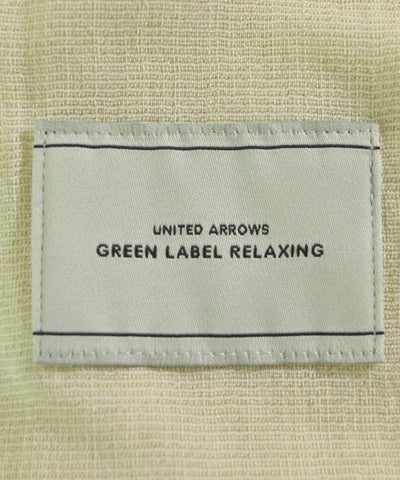 UNITED ARROWS
GREEN LABEL RELAXING